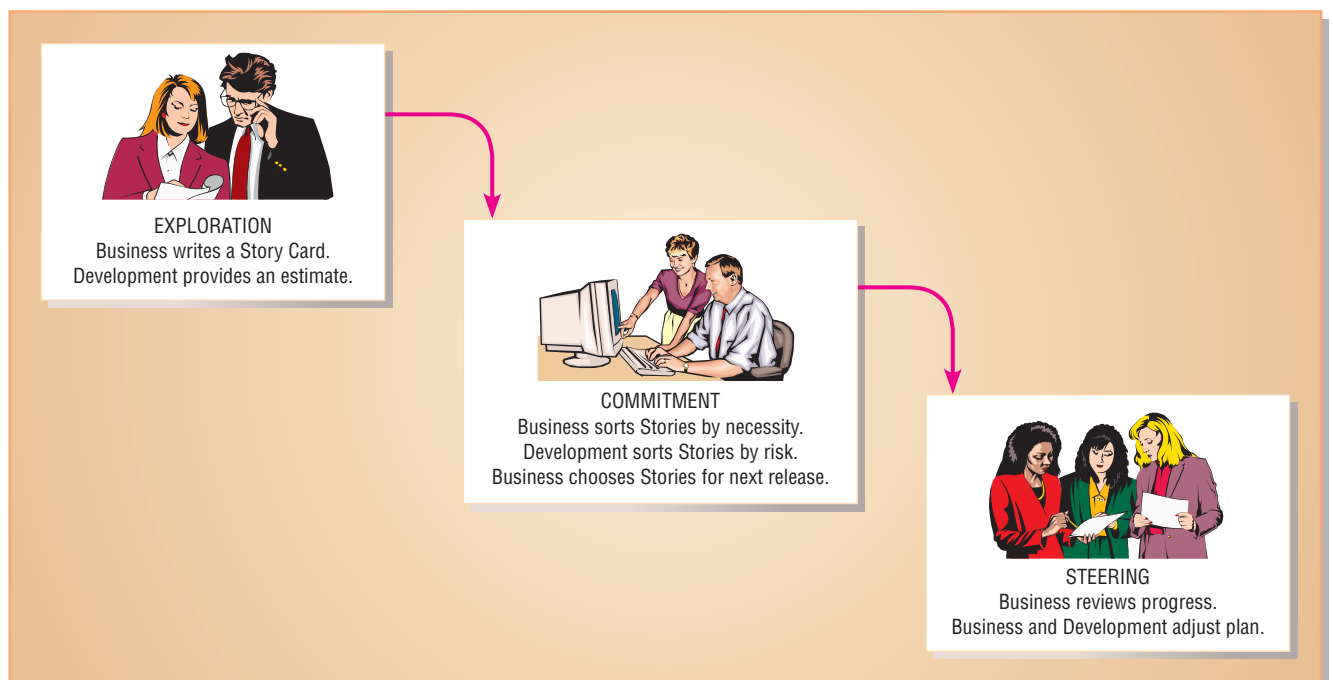 EXPLORATION
Business writes a Story Card.
Development provides an estimate.
COMMITMENT
Business sorts Stories by necessity.
Development sorts Stories by risk.
Business chooses Stories for next release.
STEERING
Business reviews progress.
Business and Development adjust plan.